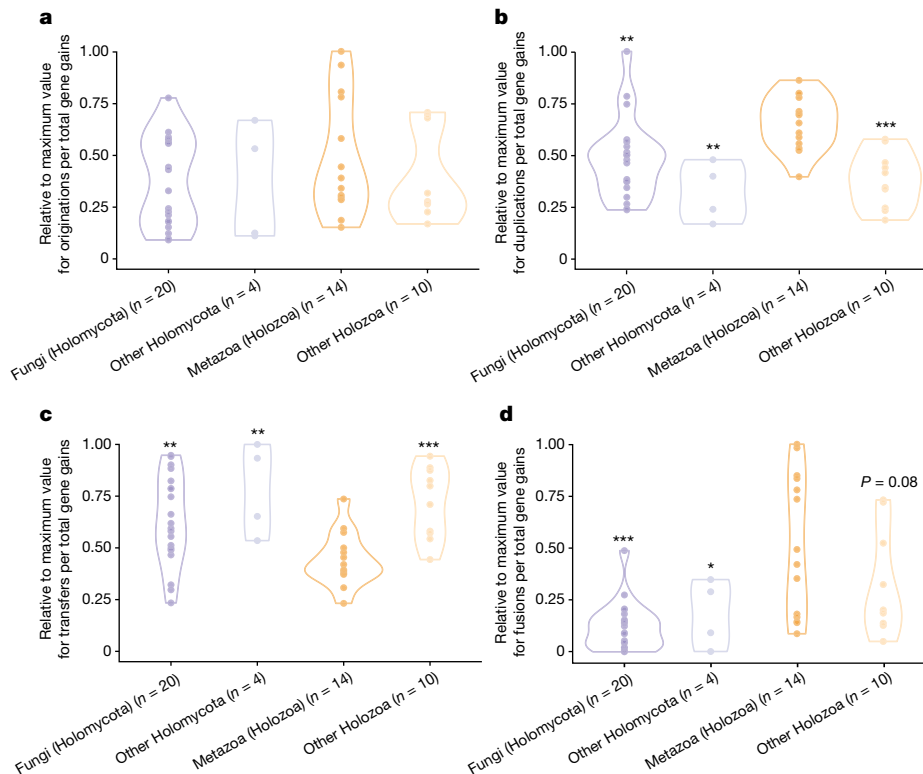 a
Relative to maximum value
for originations per total gene gains
1.00
0.75
0.50
0.25
0
Fungi (Holomycota) (n = 20)
Other Holomycota (n = 4)
Metazoa (Holozoa) (n = 14)
Other Holozoa (n = 10)
b
Relative to maximum value
for duplications per total gene gains
1.00
0.75
0.50
0.25
0
**
**
***
Fungi (Holomycota) (n = 20)
Other Holomycota (n = 4)
Metazoa (Holozoa) (n = 14)
Other Holozoa (n = 10)
c
Relative to maximum value
for transfers per total gene gains
1.00
0.75
0.50
0.25
0
**
**
***
Fungi (Holomycota) (n = 20)
Other Holomycota (n = 4)
Metazoa (Holozoa) (n = 14)
Other Holozoa (n = 10)
d
Relative to maximum value
for fusions per total gene gains
1.00
0.75
0.50
0.25
0
***
*
P = 0.08
Fungi (Holomycota) (n = 20)
Other Holomycota (n = 4)
Metazoa (Holozoa) (n = 14)
Other Holozoa (n = 10)